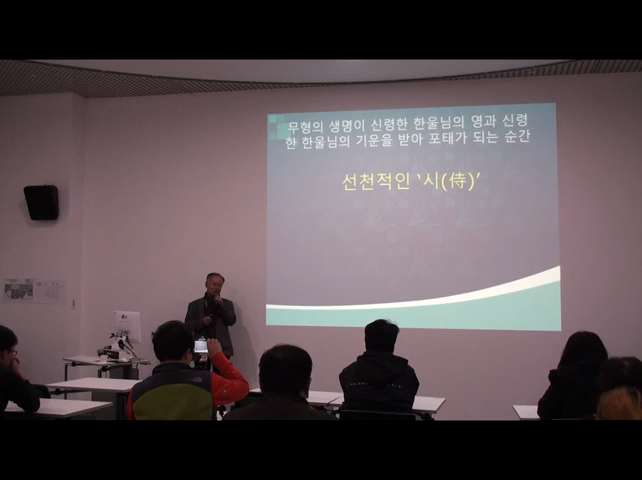 무형의 생명이 신령한 한울님의 영과 신령
한 한울님의 기운을 받아 포태가 되는 순간
선천적인 ‘시(侍)’